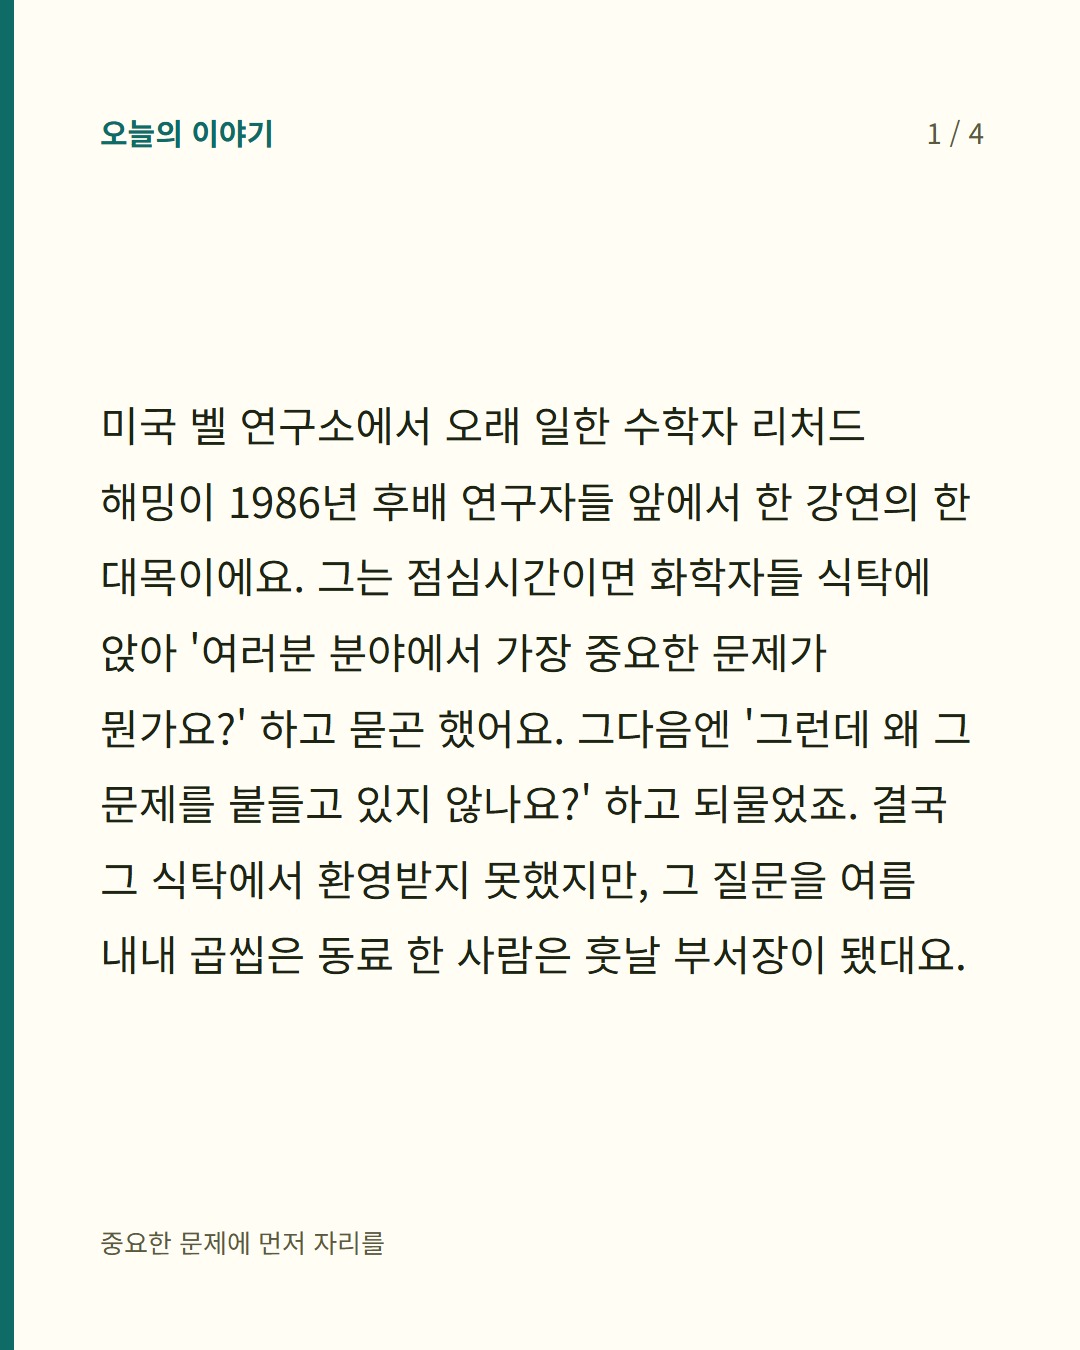 오늘의 이야기
1 / 4
미국 벨 연구소에서 오래 일한 수학자 리처드
해밍이 1986년 후배 연구자들 앞에서 한 강연의 한
대목이에요. 그는 점심시간이면 화학자들 식탁에
앉아 '여러분 분야에서 가장 중요한 문제가
뭔가요?' 하고 묻곤 했어요. 그다음엔 '그런데 왜 그
문제를 붙들고 있지 않나요?' 하고 되물었죠. 결국
그 식탁에서 환영받지 못했지만, 그 질문을 여름
내내 곱씹은 동료 한 사람은 훗날 부서장이 됐대요.
중요한 문제에 먼저 자리를